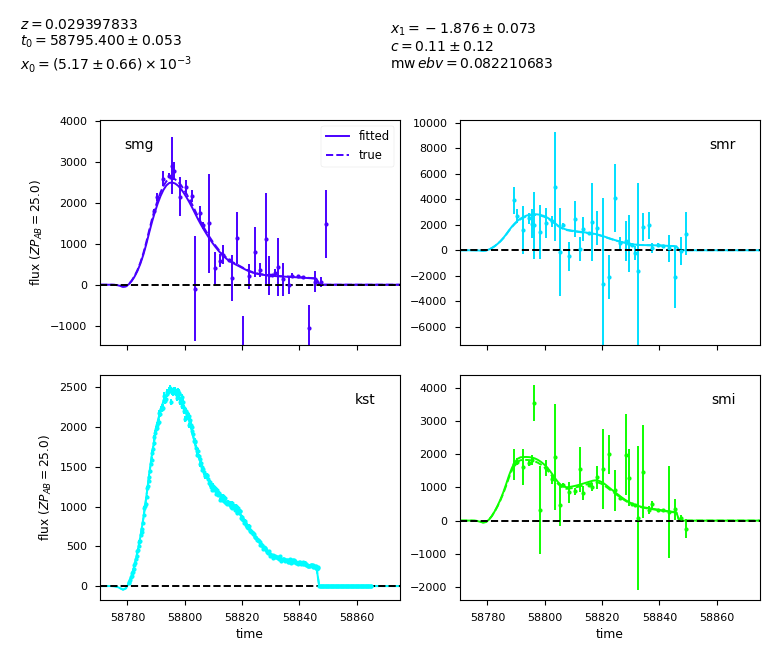 z = 0.029397833
t0 = 58795.400 ± 0.053
x0 = (5.17 ± 0.66) × 10⁻³
x1 = −1.876 ± 0.073
c = 0.11 ± 0.12
mw ebv = 0.082210683
smg
fitted
true
flux (ZP_AB = 25.0)
4000
3000
2000
1000
0
−1000
smr
10000
8000
6000
4000
2000
0
−2000
−4000
−6000
kst
flux (ZP_AB = 25.0)
2500
2000
1500
1000
500
0
58780 58800 58820 58840 58860
time
smi
4000
3000
2000
1000
0
−1000
−2000
58780 58800 58820 58840 58860
time